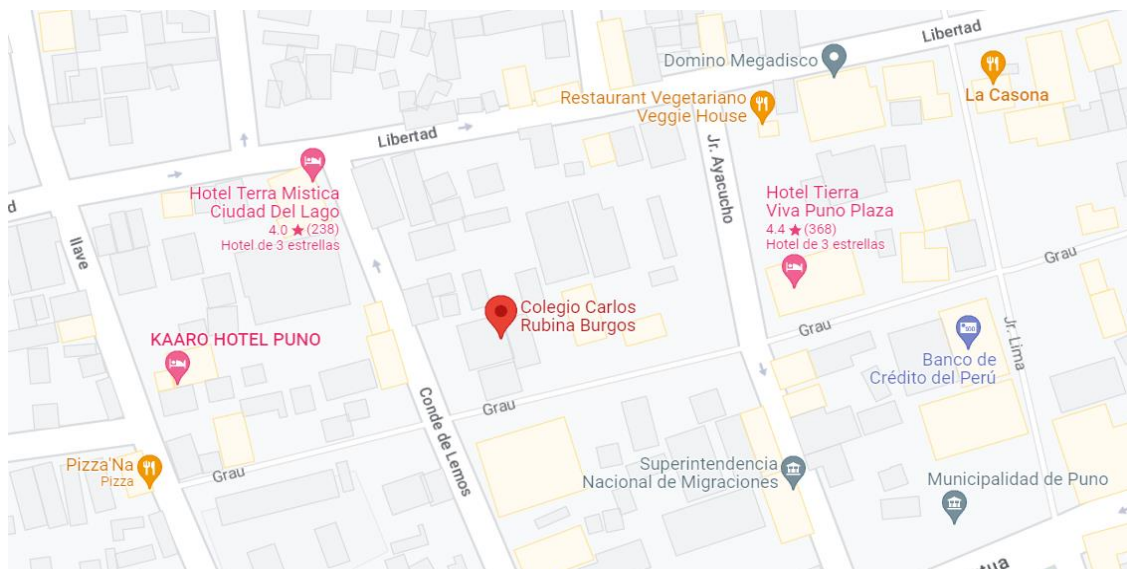 Libertad
Domino Megadisco
La Casona
Restaurant Vegetariano
Veggie House
Libertad
Jr. Ayacucho
Hotel Terra Mistica
Ciudad Del Lago
4.0 ★ (238)
Hotel de 3 estrellas
Hotel Tierra
Viva Puno Plaza
4.4 ★ (368)
Hotel de 3 estrellas
d
Ilave
Grau
Colegio Carlos
Rubina Burgos
Grau
Jr. Lima
KAARO HOTEL PUNO
Banco de
Crédito del Perú
Conde de Lemos
Grau
Pizza'Na
Pizza
Grau
Superintendencia
Nacional de Migraciones
Municipalidad de Puno
tua